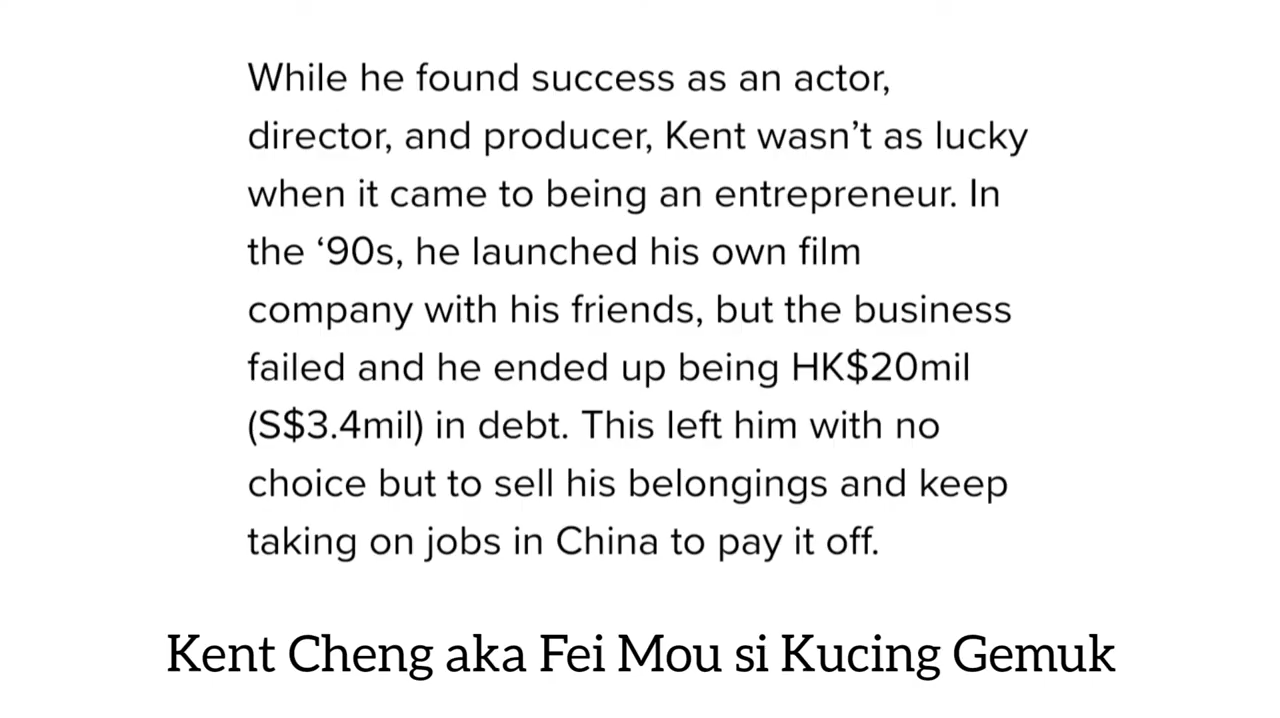 While he found success as an actor,
director, and producer, Kent wasn’t as lucky
when it came to being an entrepreneur. In
the ‘90s, he launched his own film
company with his friends, but the business
failed and he ended up being HK$20mil
(S$3.4mil) in debt. This left him with no
choice but to sell his belongings and keep
taking on jobs in China to pay it off.
Kent Cheng aka Fei Mou si Kucing Gemuk